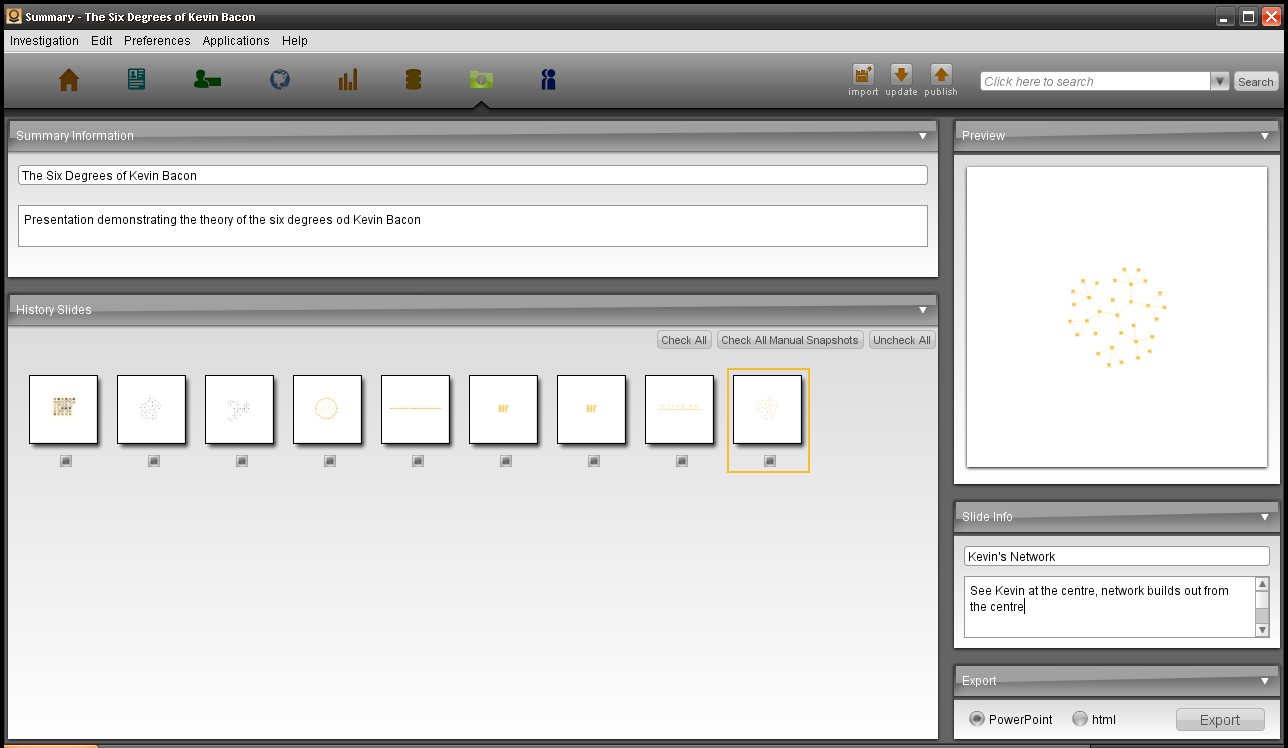 Summary - The Six Degrees of Kevin Bacon
Investigation Edit Preferences Applications Help
import update publish
Click here to search
Search
Summary Information
The Six Degrees of Kevin Bacon
Presentation demonstrating the theory of the six degrees od Kevin Bacon
History Slides
Check All Check All Manual Snapshots Uncheck All
Preview
Slide Info
Kevin's Network
See Kevin at the centre, network builds out from
the centre
Export
PowerPoint html Export